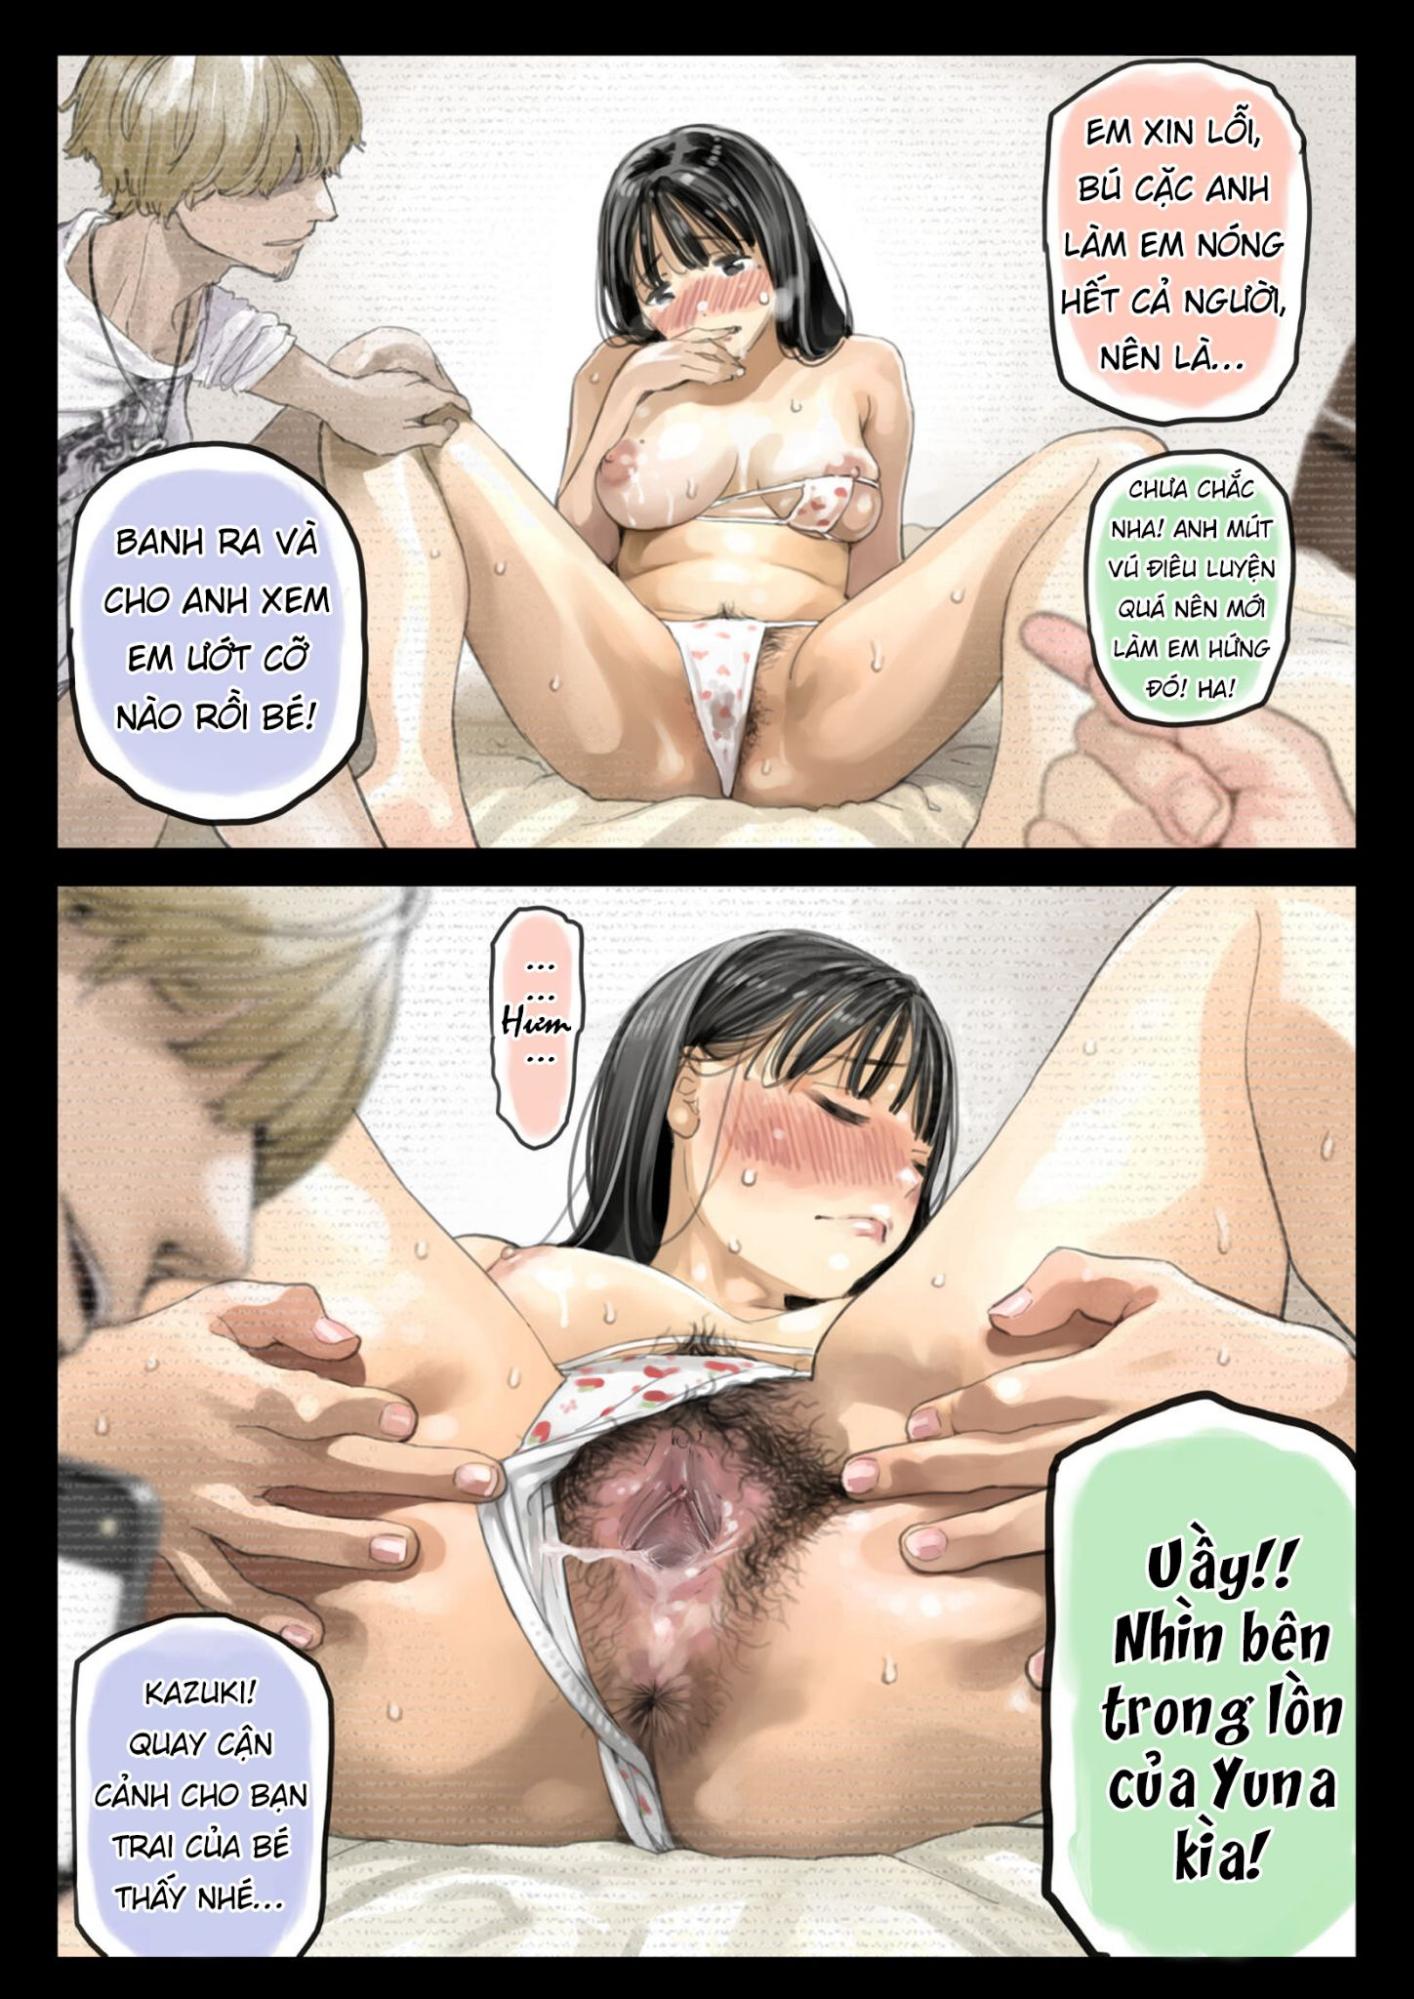 EM XIN LỖI,
BÚ CẶC ANH
LÀM EM NÓNG
HẾT CẢ NGƯỜI,
NÊN LÀ...
CHƯA CHẮC
NHA! ANH MÚT
VÚ ĐIÊU LUYỆN
QUÁ NÊN MỚI
LÀM EM HỨNG
ĐÓ! HA!
BANH RA VÀ
CHO ANH XEM
EM ƯỚT CỠ
NÀO RỒI BÉ!
...
...
Hưm
...
Uầy!!
Nhìn bên
trong lồn
của Yuna
kìa!
KAZUKI!
QUAY CẬN
CẢNH CHO BẠN
TRAI CỦA BÉ
THẤY NHÉ...